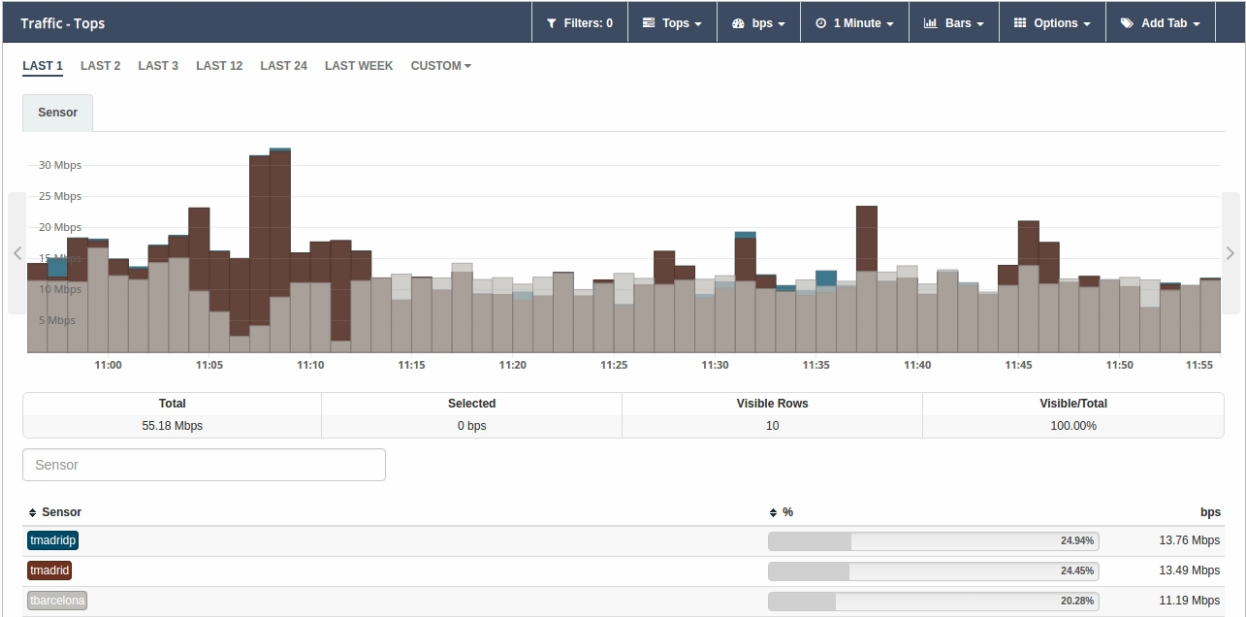 Traffic - Tops Filters: 0 Tops bps 1 Minute Bars Options Add Tab
LAST 1 LAST 2 LAST 3 LAST 12 LAST 24 LAST WEEK CUSTOM
Sensor
30 Mbps
25 Mbps
20 Mbps
15 Mbps
10 Mbps
5 Mbps
11:00 11:05 11:10 11:15 11:20 11:25 11:30 11:35 11:40 11:45 11:50 11:55
Total Selected Visible Rows Visible/Total
55.18 Mbps 0 bps 10 100.00%
Sensor
Sensor % bps
tmadridp 24.94% 13.76 Mbps
tmadrid 24.45% 13.49 Mbps
tbarcelona 20.28% 11.19 Mbps